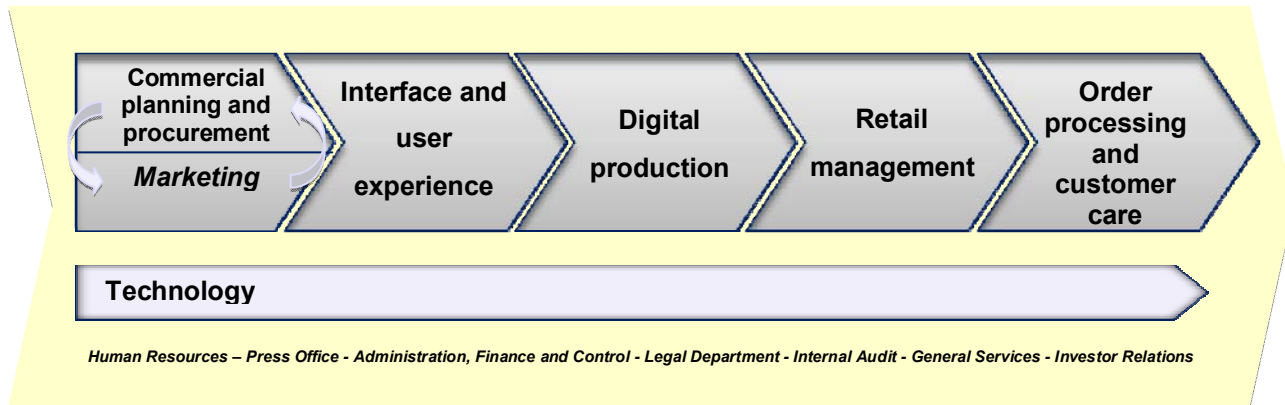 Commercial
planning and
procurement
Marketing
Interface and
user
experience
Digital
production
Retail
management
Order
processing
and
customer
care
Technology
Human Resources – Press Office - Administration, Finance and Control - Legal Department - Internal Audit - General Services - Investor Relations